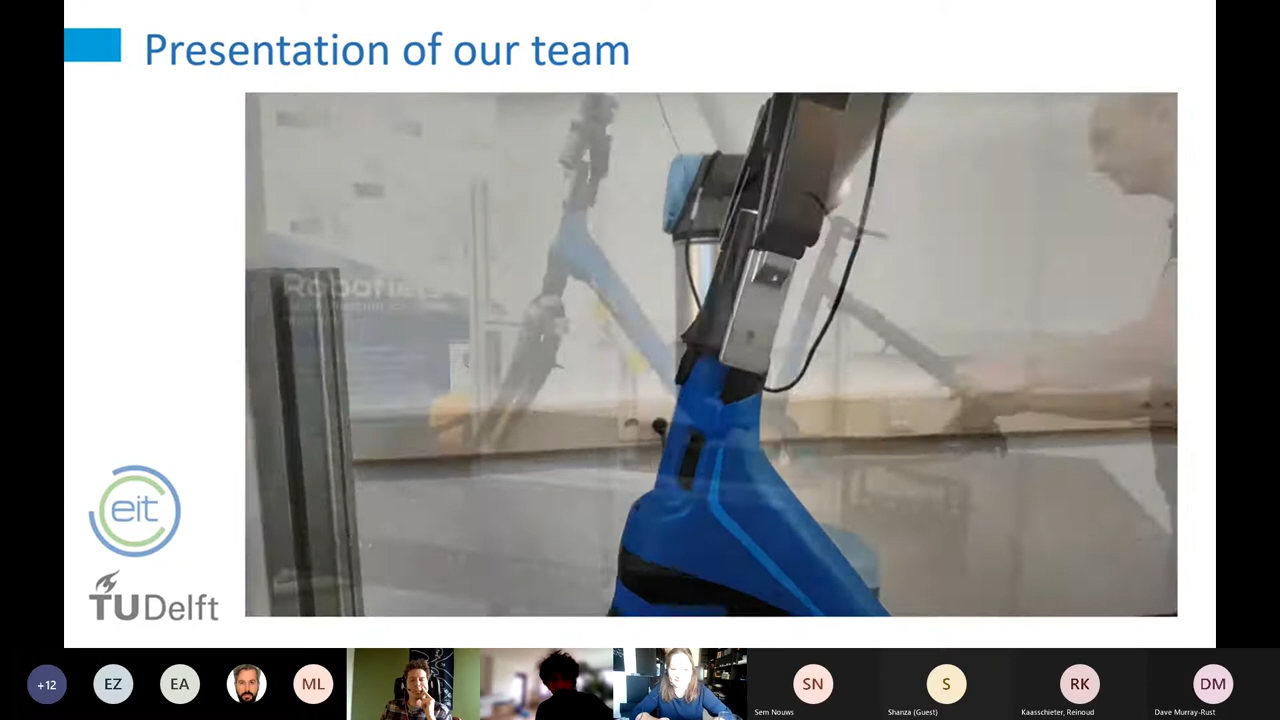 Presentation of our team
eit
TU Delft
+12
EZ
EA
ML
SN
S
RK
DM
Sem Nouws
Shanza (Guest)
Kaasschieter, Reinoud
Dave Murray-Rust